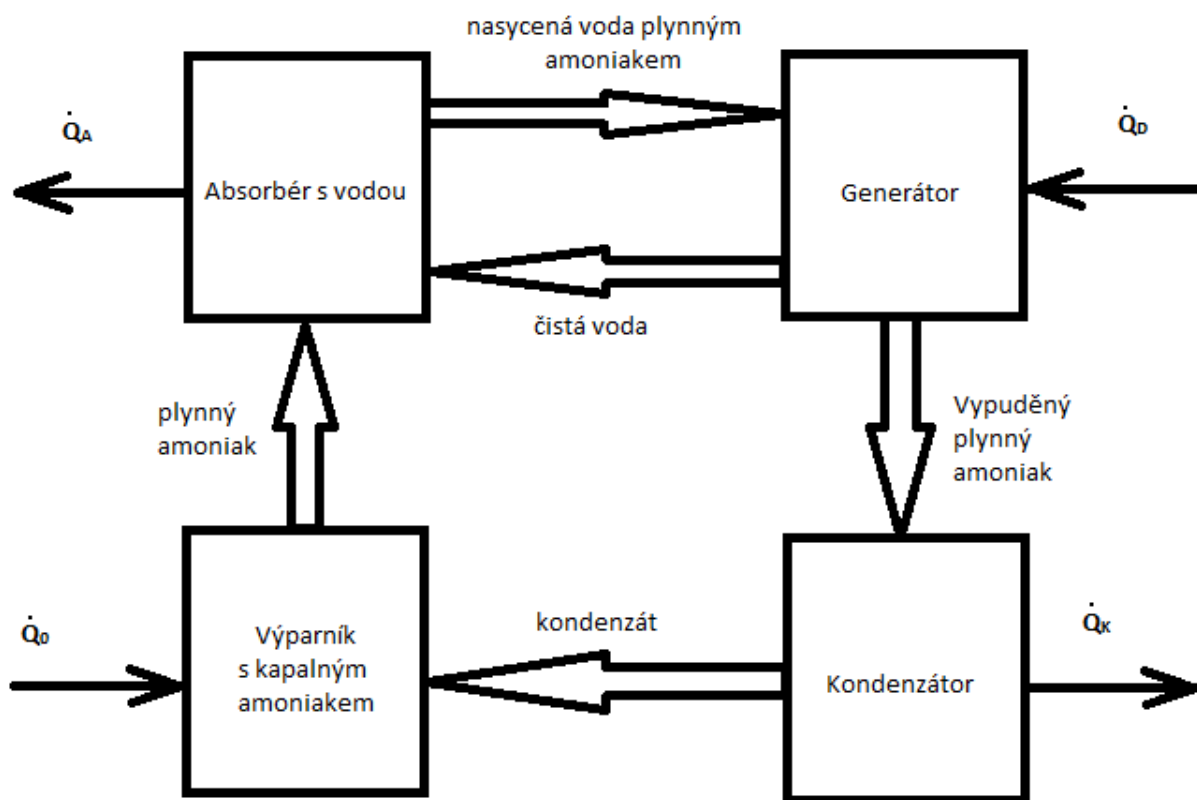 nasycená voda plynným
amoniakem
Q̇A
Absorbér s vodou
Generátor
Q̇D
čistá voda
plynný
amoniak
Vypuděný
plynný
amoniak
Q̇0
Výparník
s kapalným
amoniakem
kondenzát
Kondenzátor
Q̇K